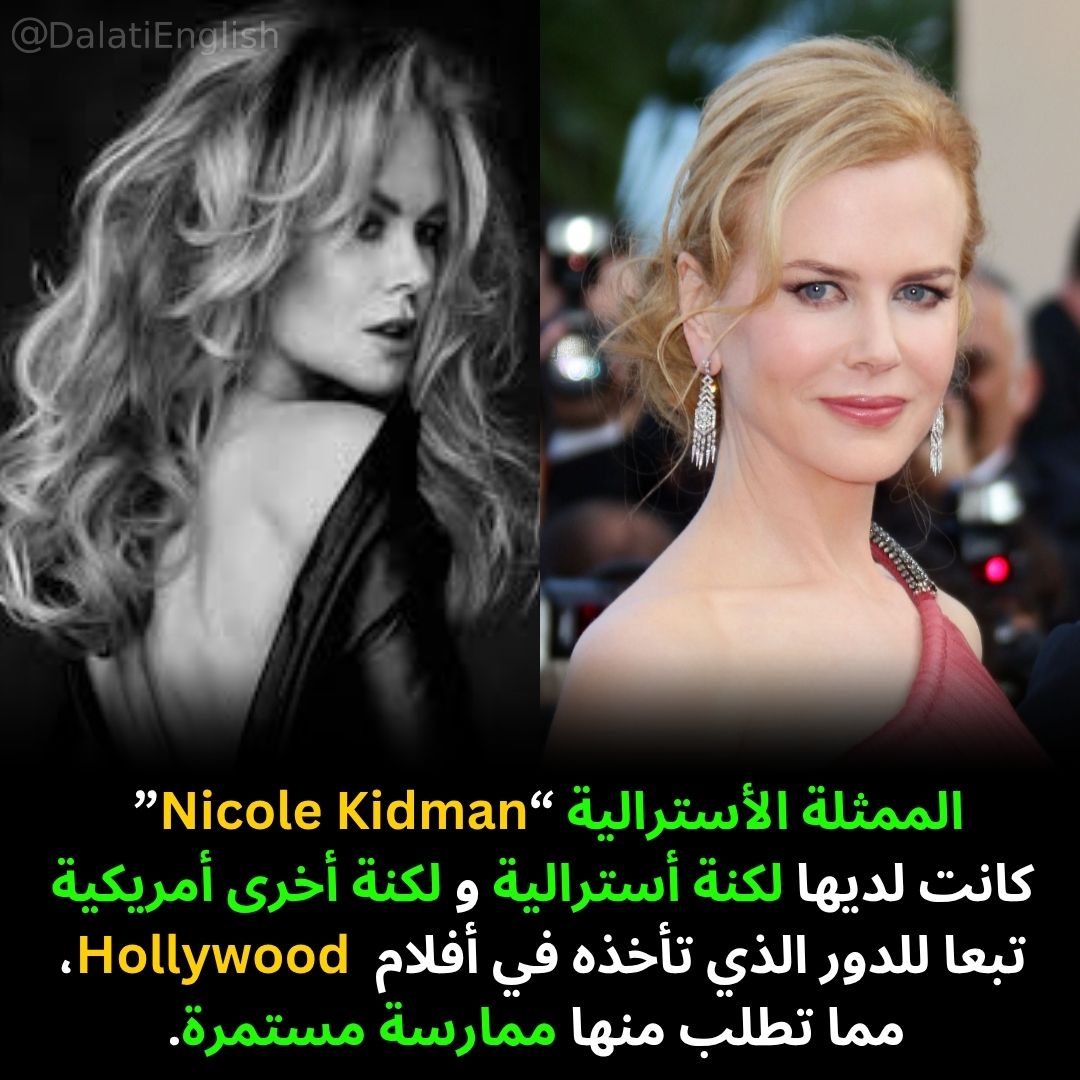 @DalatiEnglish
الممثلة الأسترالية “Nicole Kidman”
كانت لديها لكنة أسترالية و لكنة أخرى أمريكية
تبعا للدور الذي تأخذه في أفلام Hollywood،
مما تطلب منها ممارسة مستمرة.